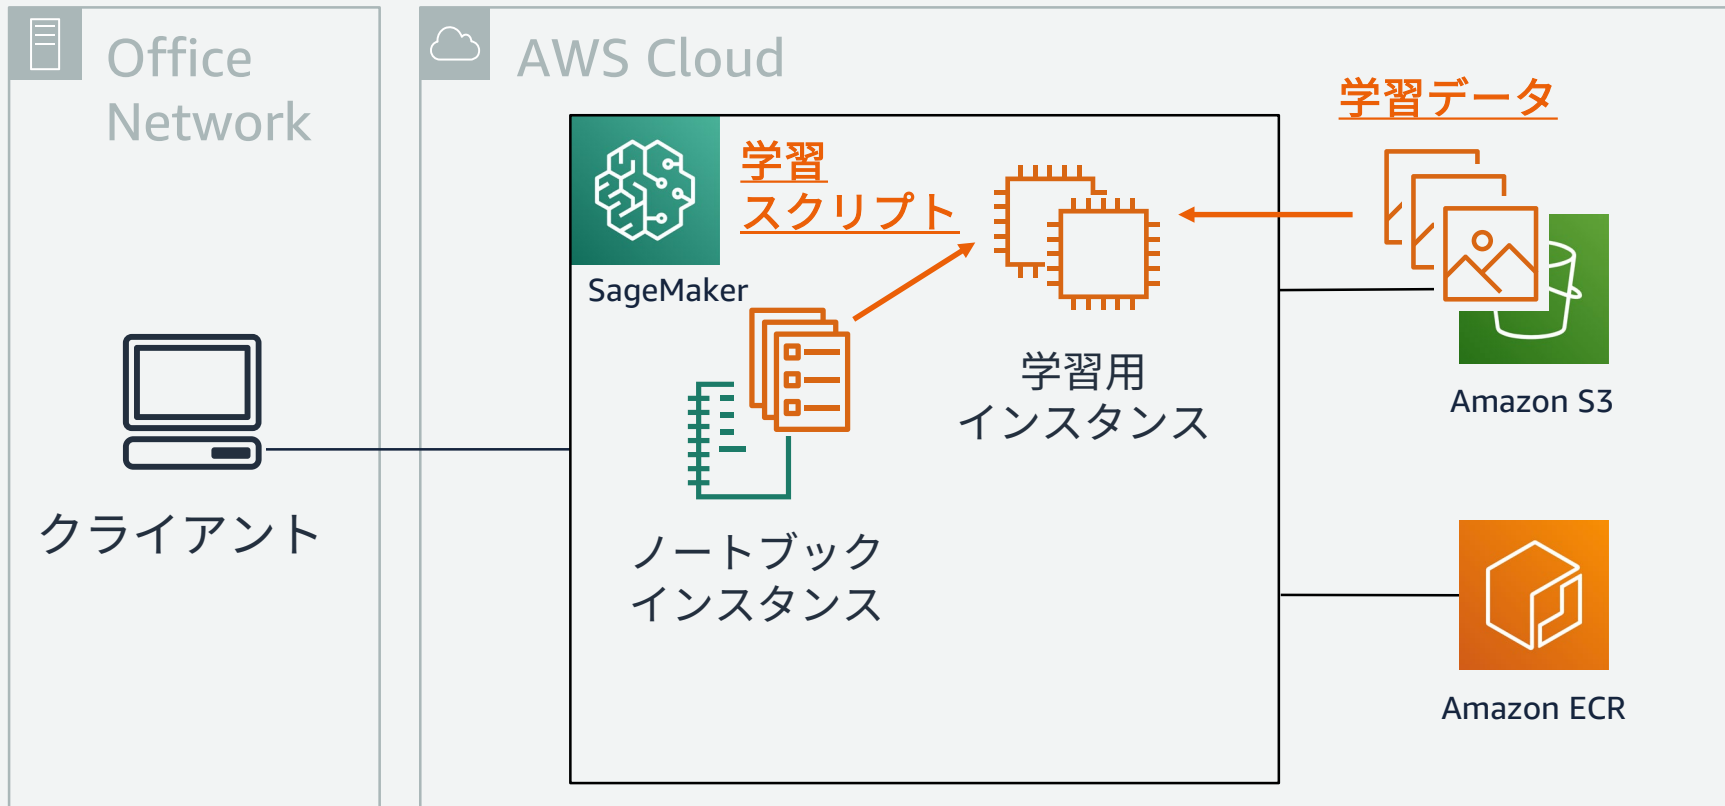 Office
Network
AWS Cloud
学習データ
学習
スクリプト
SageMaker
学習用
インスタンス
Amazon S3
クライアント
ノートブック
インスタンス
Amazon ECR